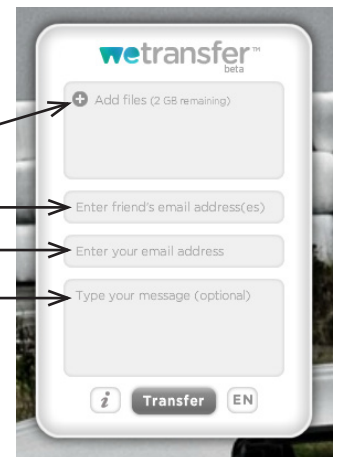 wetransfer™
beta
Add files (2 GB remaining)
Enter friend's email address(es)
Enter your email address
Type your message (optional)
i Transfer EN